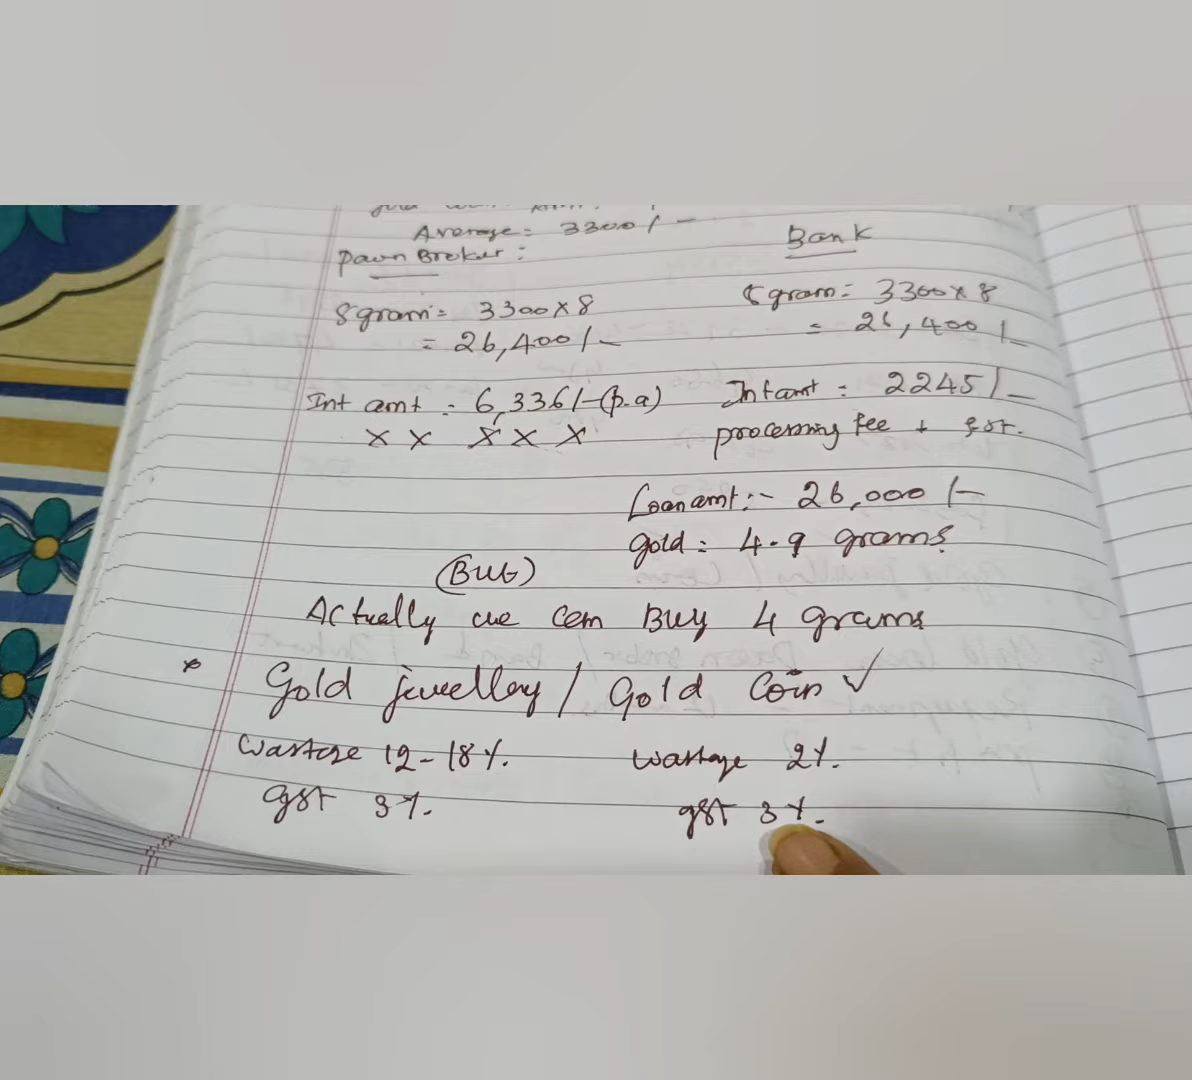 Average = 3300/-
Pawn Broker :
Bank
8 gram = 3300 x 8
= 26,400/-
8 gram = 3300 x 8
= 26,400/-
Int amt = 6,336/-(p.a)
x x x x x
Int amt = 2245/-
processing fee + gst.
Loan amt :- 26,000/-
gold = 4.9 grams
(But)
Actually we can Buy 4 grams
* Gold jewellery / Gold Coin ✓
Wastage 12-18%.
wastage 2%.
gst 3%.
gst 3%.